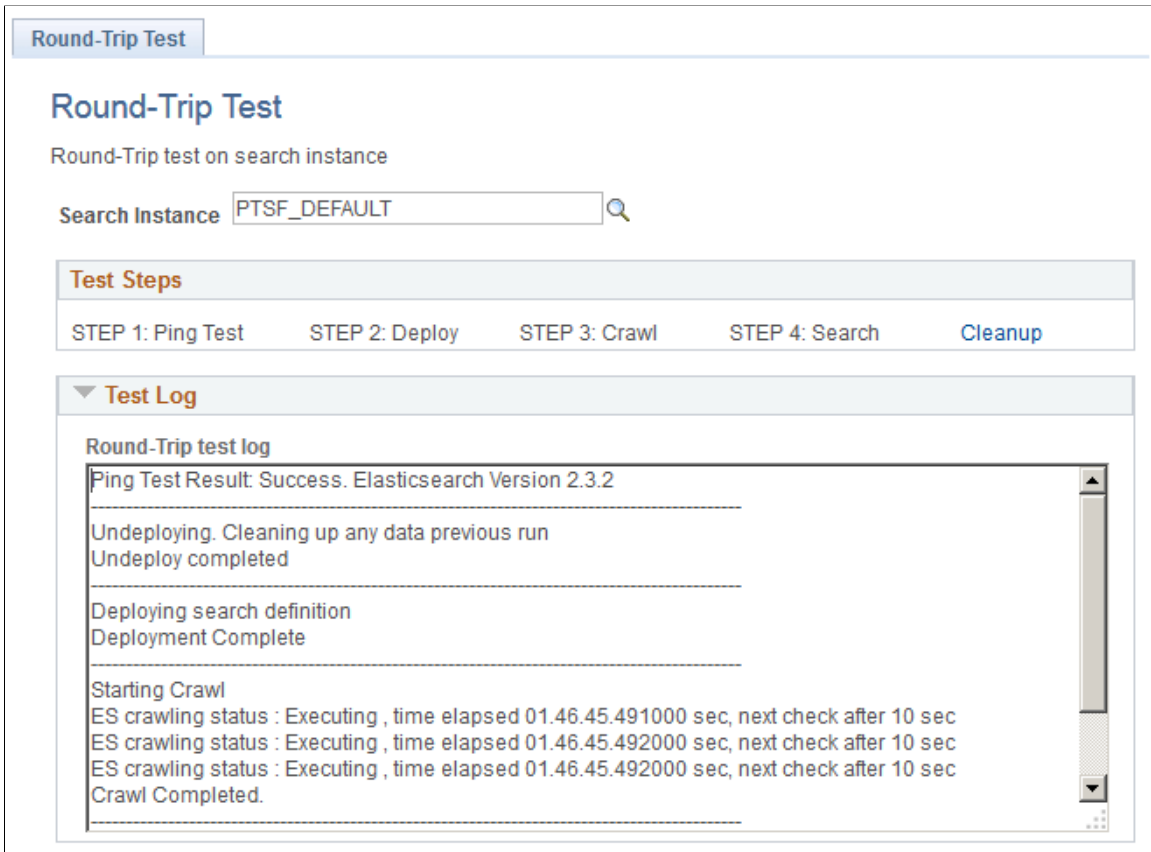 Round-Trip Test
Round-Trip Test
Round-Trip test on search instance
Search Instance PTSF_DEFAULT
Test Steps
STEP 1: Ping Test STEP 2: Deploy STEP 3: Crawl STEP 4: Search Cleanup
Test Log
Round-Trip test log
Ping Test Result: Success. Elasticsearch Version 2.3.2
Undeploying. Cleaning up any data previous run
Undeploy completed
Deploying search definition
Deployment Complete
Starting Crawl
ES crawling status : Executing , time elapsed 01.46.45.491000 sec, next check after 10 sec
ES crawling status : Executing , time elapsed 01.46.45.492000 sec, next check after 10 sec
ES crawling status : Executing , time elapsed 01.46.45.492000 sec, next check after 10 sec
Crawl Completed.